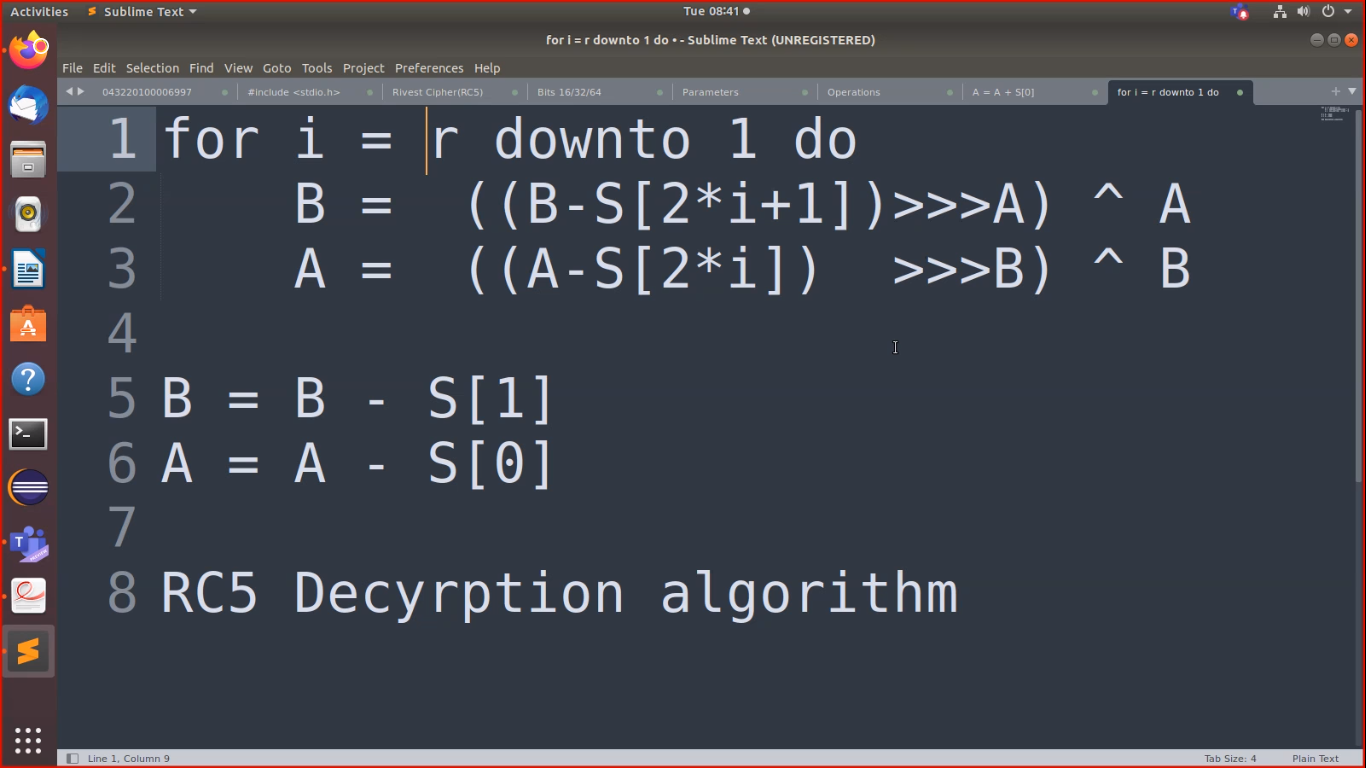 Activities Sublime Text Tue 08:41
for i = r downto 1 do • - Sublime Text (UNREGISTERED)
File Edit Selection Find View Goto Tools Project Preferences Help
043220100006997 #include <stdio.h> Rivest Cipher(RC5) Bits 16/32/64 Parameters Operations A = A + S[0] for i = r downto 1 do
1 for i = r downto 1 do
2 B = ((B-S[2*i+1])>>>A) ^ A
3 A = ((A-S[2*i]) >>>B) ^ B
4
5 B = B - S[1]
6 A = A - S[0]
7
8 RC5 Decyrption algorithm
Line 1, Column 9 Tab Size: 4 Plain Text